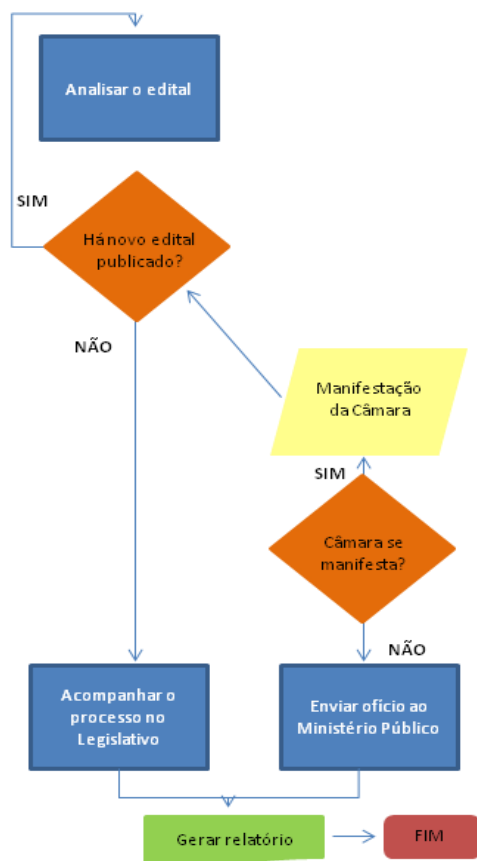 Analisar o edital
SIM
Há novo edital
publicado?
NÃO
Manifestação
da Câmara
SIM
Câmara se
manifesta?
NÃO
Acompanhar o
processo no
Legislativo
Enviar ofício ao
Ministério Público
Gerar relatório
FIM